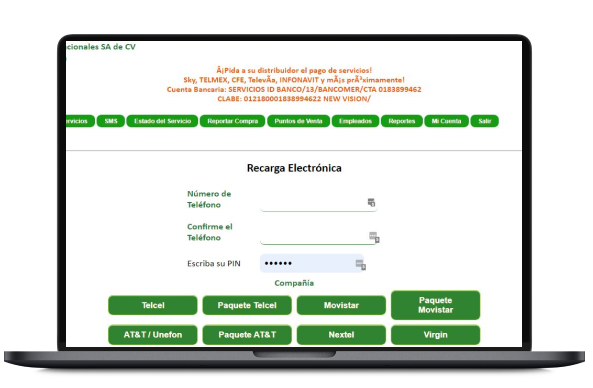 cionales SA de CV
Â¡Pida a su distribuidor el pago de servicios!
Sky, TELMEX, CFE, TelevÃ­a, INFONAVIT y mÃ¡s prÃ³ximamente!
Cuenta Bancaria: SERVICIOS ID BANCO/13/BANCOMER/CTA 0183899462
CLABE: 012180001838994622 NEW VISION/
ervicios SMS Estado del Servicio Reportar Compra Puntos de Venta Empleados Reportes Mi Cuenta Salir
Recarga Electrónica
Número de
Teléfono
Confirme el
Teléfono
Escriba su PIN ••••••
Compañía
Telcel Paquete Telcel Movistar Paquete
Movistar
AT&T / Unefon Paquete AT&T Nextel Virgin